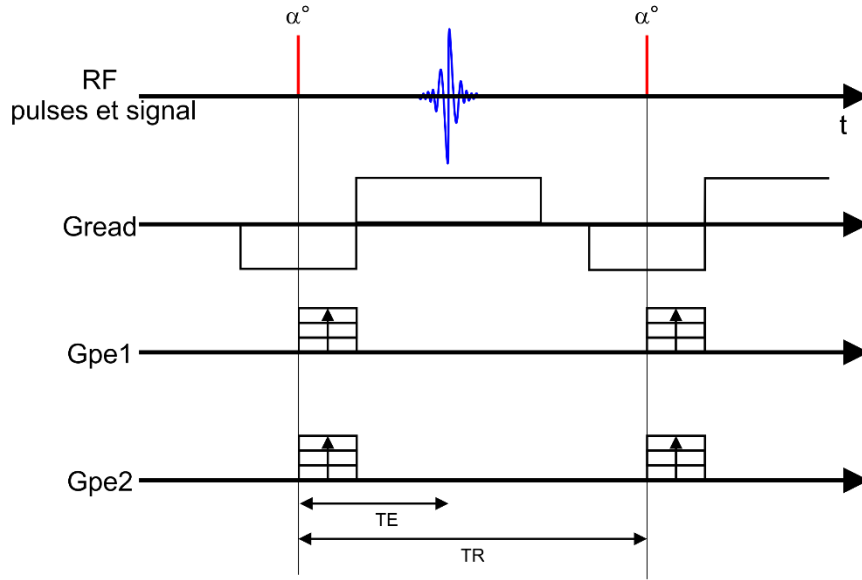 α° α°
RF
pulses et signal
t
Gread
Gpe1
Gpe2
TE
TR